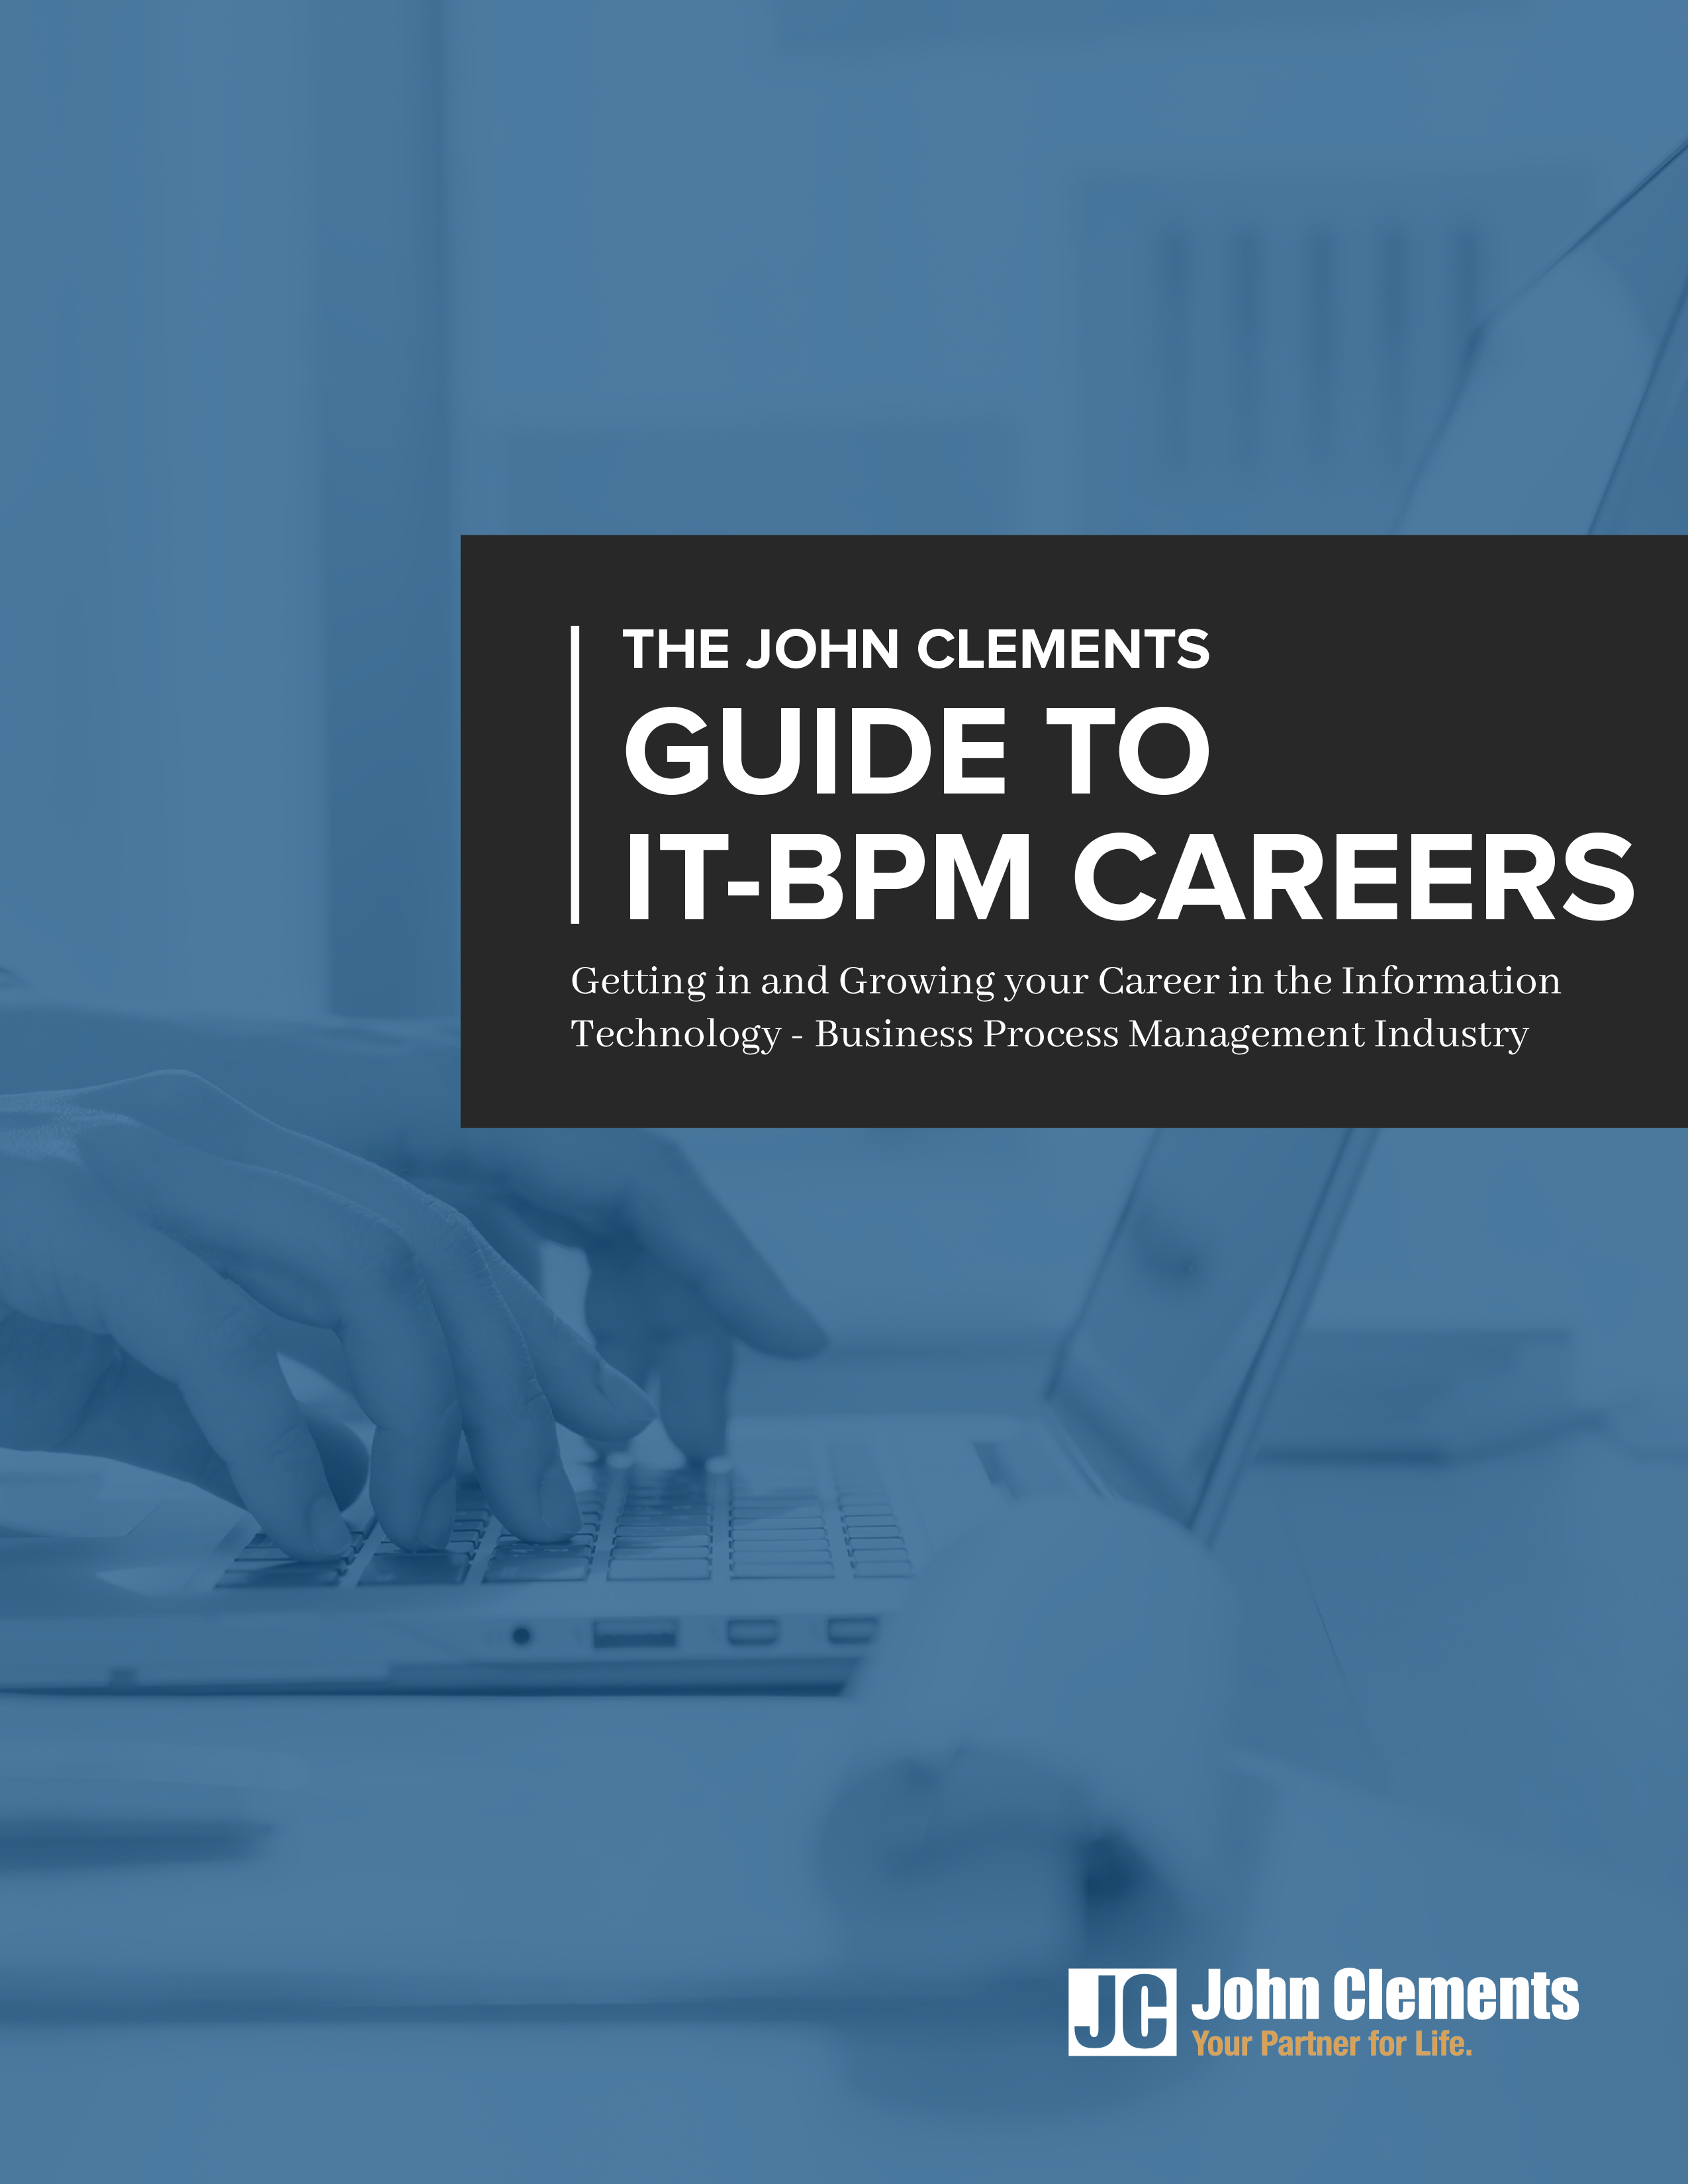 THE JOHN CLEMENTS
GUIDE TO
IT-BPM CAREERS
Getting in and Growing your Career in the Information
Technology - Business Process Management Industry
JC
John Clements
Your Partner for Life.